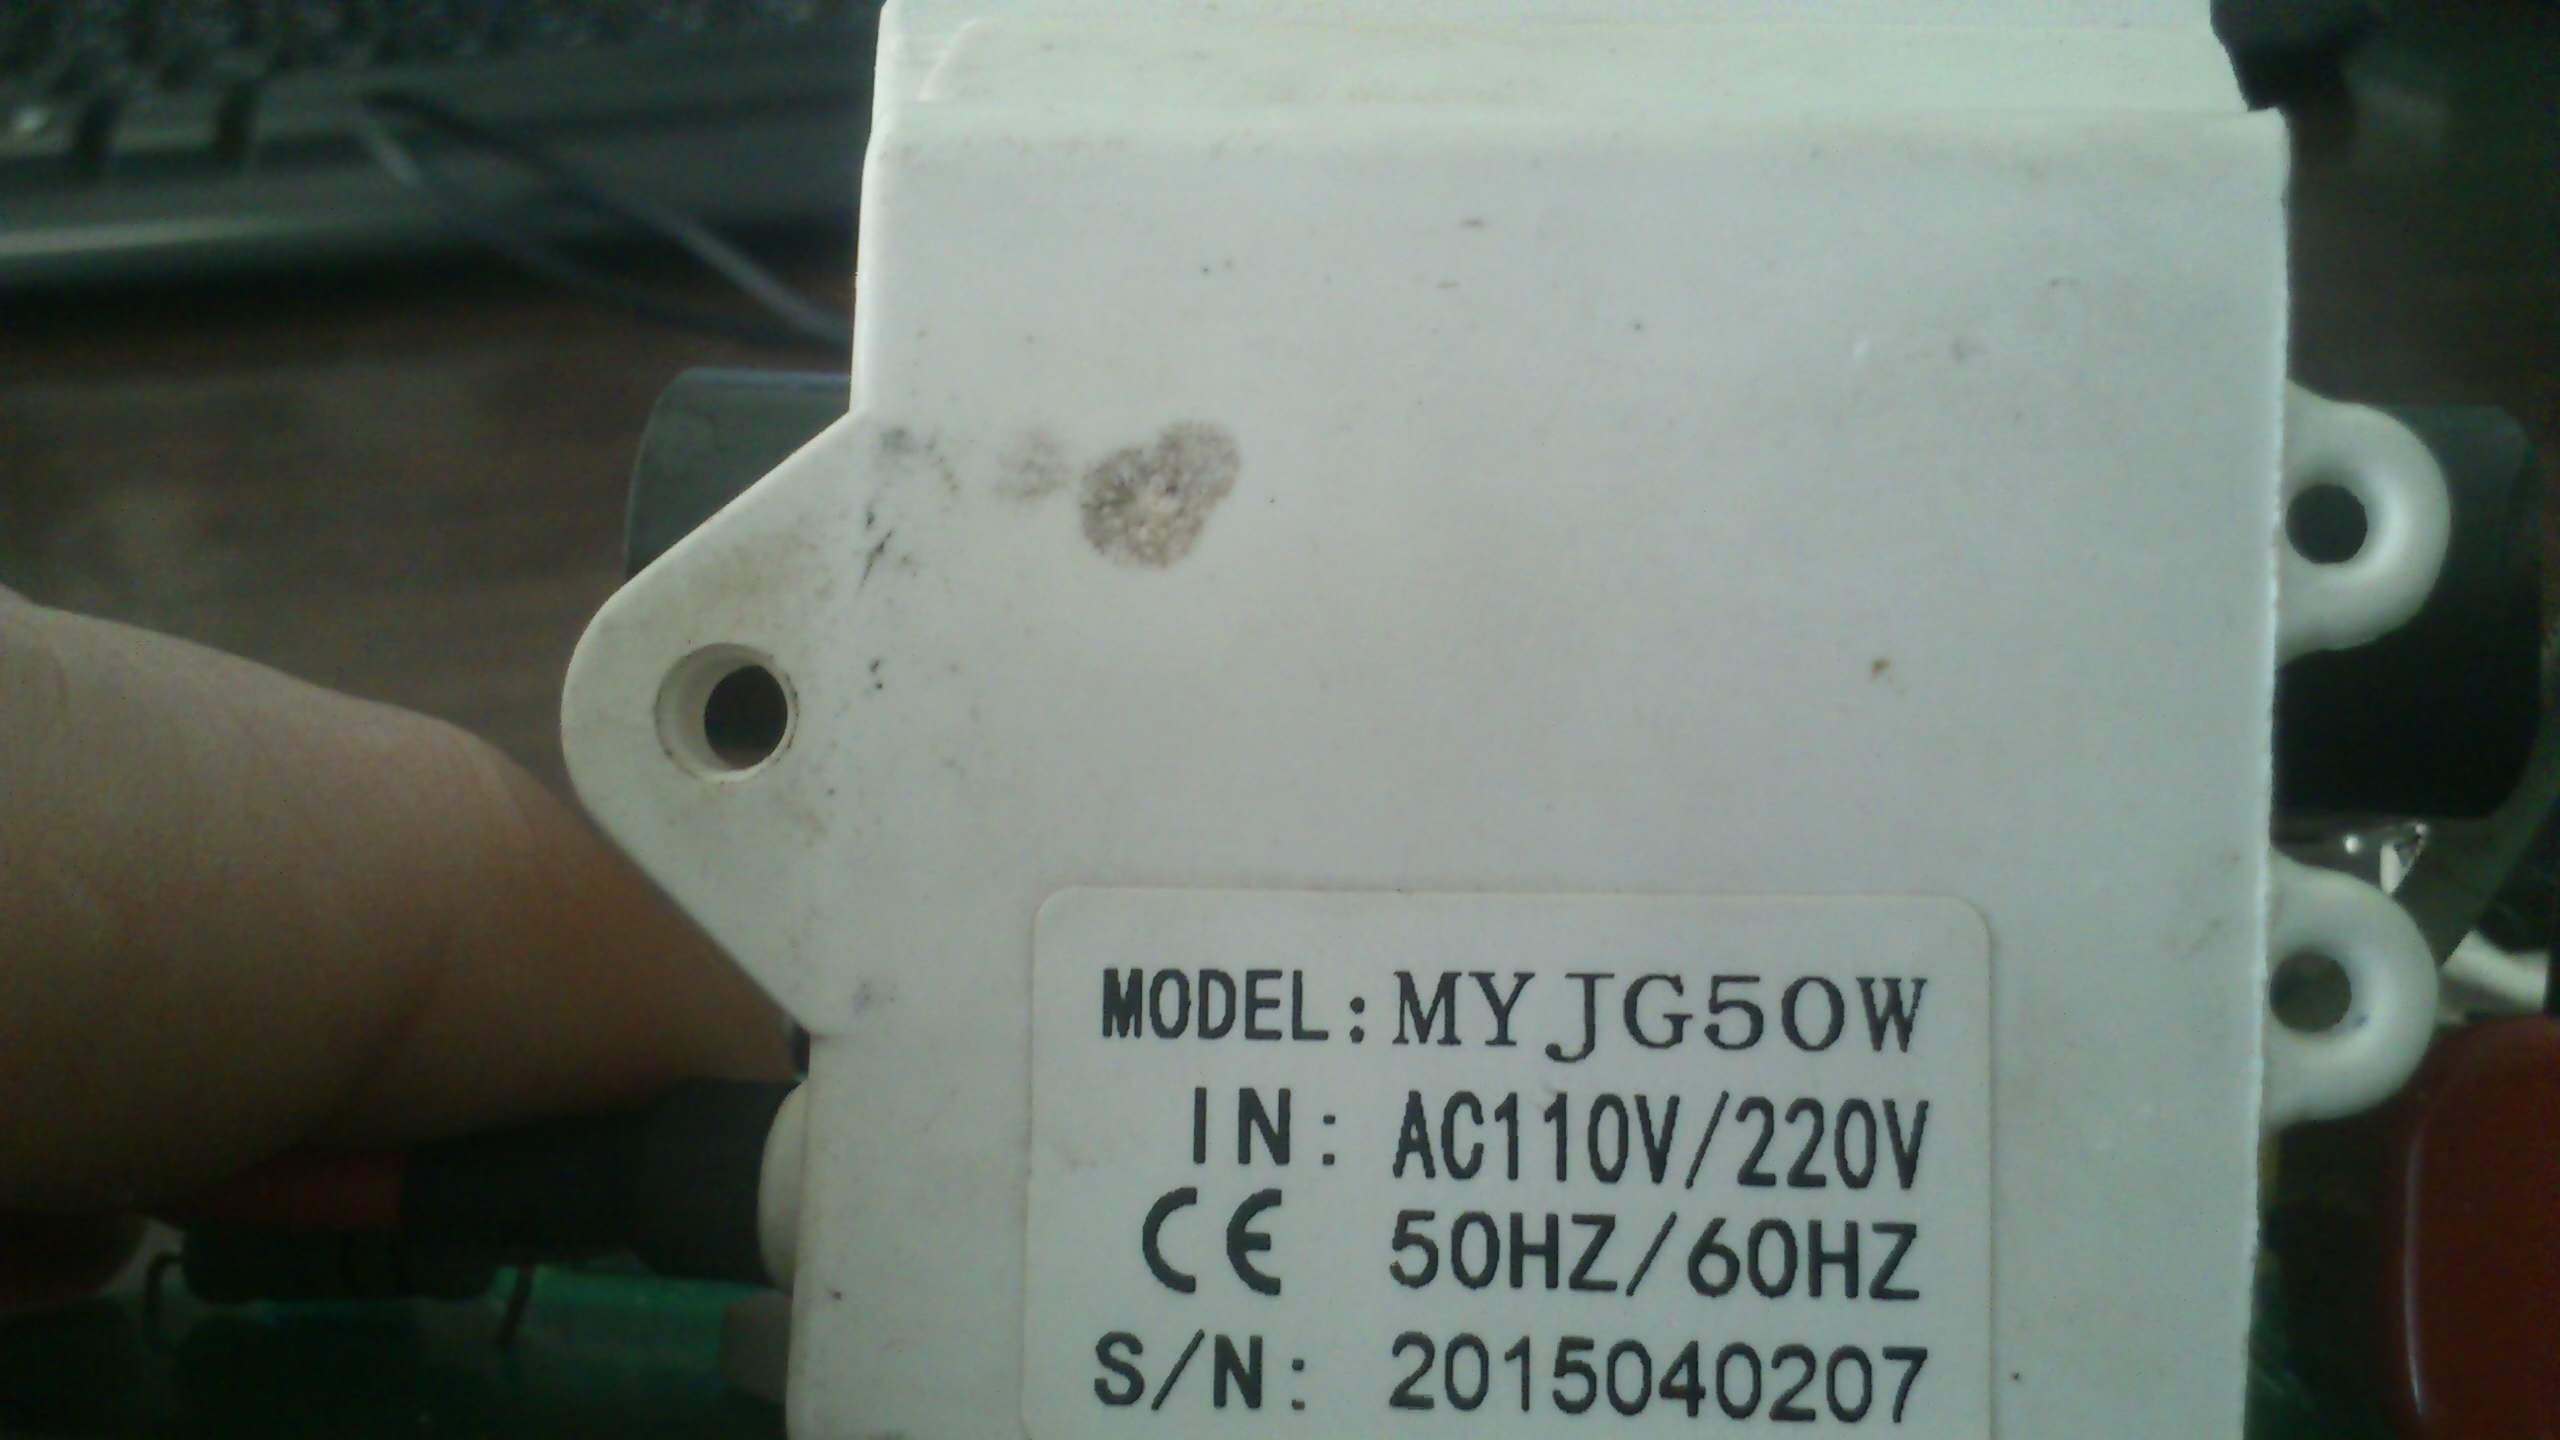 MODEL: MYJG50W
IN: AC110V/220V
CE 50HZ/60HZ
S/N: 2015040207